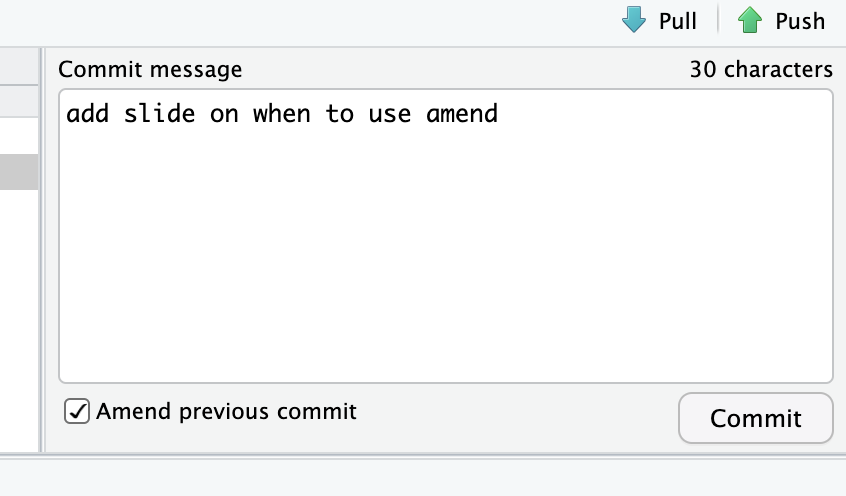 Pull Push
Commit message 30 characters
add slide on when to use amend
Amend previous commit
Commit